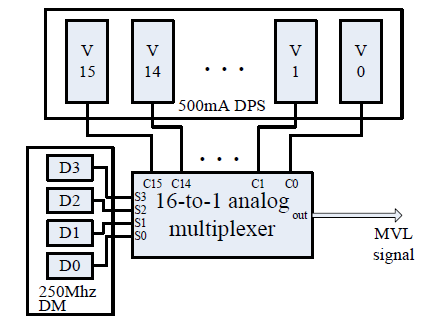 V V V V
15 14 . . . 1 0
500mA DPS
. . .
C15 C14 C1 C0
D3 S3 16-to-1 analog
D2 S2 multiplexer out
D1 S1
D0 S0
MVL
signal
250Mhz
DM